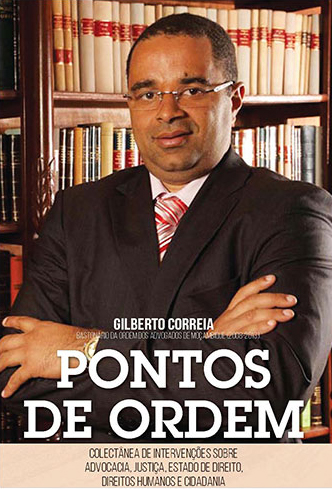 GILBERTO CORREIA
BASTONÁRIO DA ORDEM DOS ADVOGADOS DE MOÇAMBIQUE (2008-2013)
PONTOS
DE ORDEM
COLECTÂNEA DE INTERVENÇÕES SOBRE
ADVOCACIA, JUSTIÇA, ESTADO DE DIREITO,
DIREITOS HUMANOS E CIDADANIA